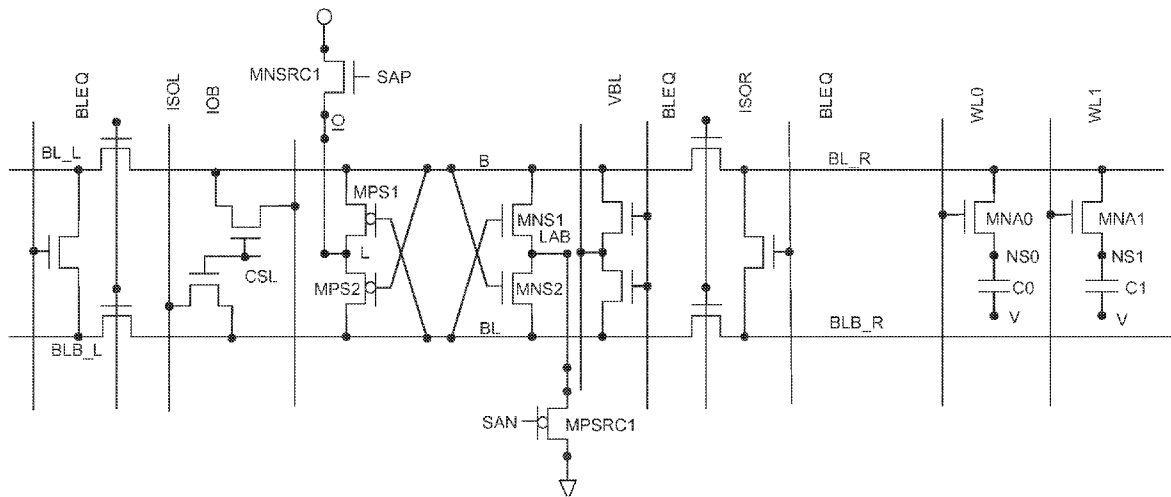 MNSRC1
SAP
BLEQ
ISOL
IOB
IO
VBL
BLEQ
ISOR
BLEQ
WL0
WL1
BL_L
B
BL_R
MPS1
MNS1
MNA0
MNA1
L
LAB
NS0
NS1
CSL
MPS2
MNS2
C0
C1
V
V
BL
BLB_L
BLB_R
SAN
MPSRC1